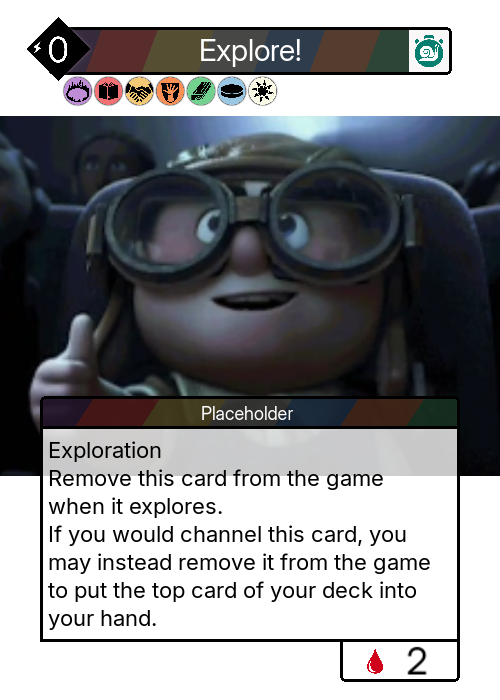 0
Explore!
Placeholder
Exploration
Remove this card from the game
when it explores.
If you would channel this card, you
may instead remove it from the game
to put the top card of your deck into
your hand.
2